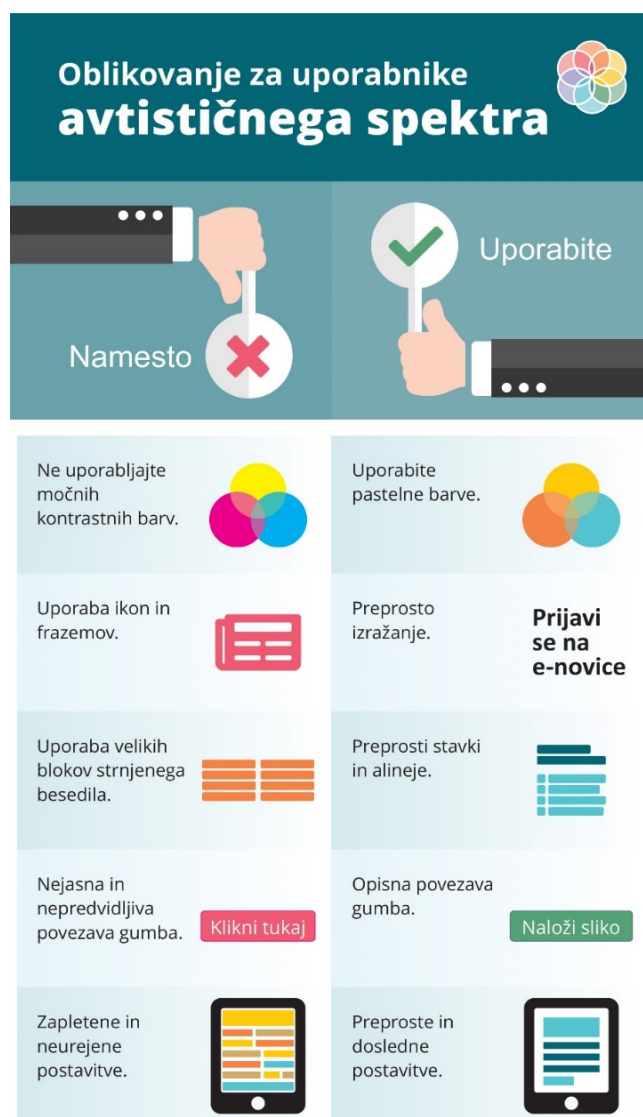 Oblikovanje za uporabnike
avtističnega spektra
Namesto
Uporabite
Ne uporabljajte
močnih
kontrastnih barv.
Uporabite
pastelne barve.
Uporaba ikon in
frazemov.
Preprosto
izražanje.
Prijavi
se na
e-novice
Uporaba velikih
blokov strnjenega
besedila.
Preprosti stavki
in alineje.
Nejasna in
nepredvidljiva
povezava gumba.
Klikni tukaj
Opisna povezava
gumba.
Naloži sliko
Zapletene in
neurejene
postavitve.
Preproste in
dosledne
postavitve.